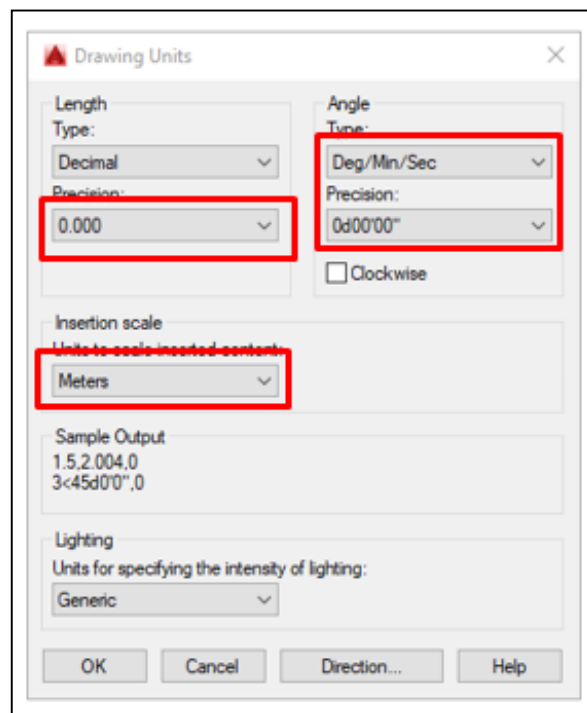 Drawing Units
Length
Type:
Decimal
Precision:
0.000
Angle
Type:
Deg/Min/Sec
Precision:
0d00'00"
Clockwise
Insertion scale
Units to scale inserted content:
Meters
Sample Output
1.5,2.004,0
3<45d0'0",0
Lighting
Units for specifying the intensity of lighting:
Generic
OK
Cancel
Direction...
Help